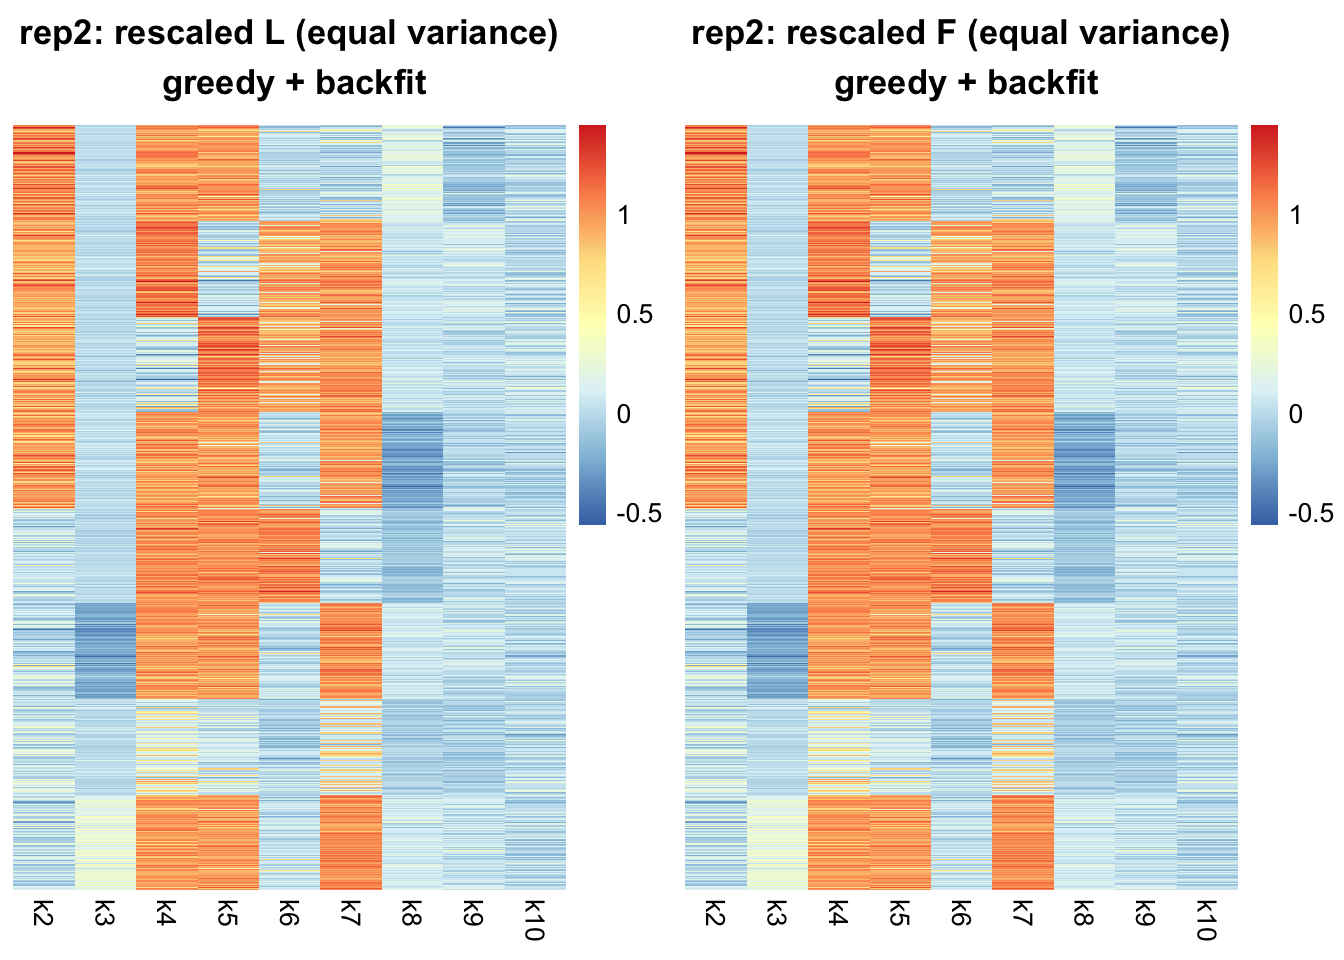 rep2: rescaled L (equal variance)
greedy + backfit
1
0.5
0
-0.5
k2
k3
k4
k5
k6
k7
k8
k9
k10
rep2: rescaled F (equal variance)
greedy + backfit
1
0.5
0
-0.5
k2
k3
k4
k5
k6
k7
k8
k9
k10